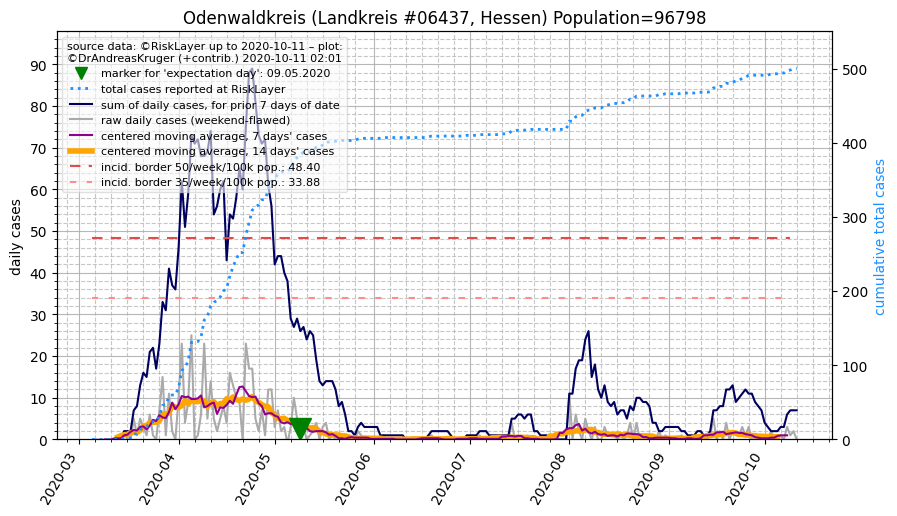 Odenwaldkreis (Landkreis #06437, Hessen) Population=96798
source data: ©RiskLayer up to 2020-10-11 – plot:
©DrAndreasKruger (+contrib.) 2020-10-11 02:01
marker for 'expectation day': 09.05.2020
total cases reported at RiskLayer
sum of daily cases, for prior 7 days of date
raw daily cases (weekend-flawed)
centered moving average, 7 days' cases
centered moving average, 14 days' cases
incid. border 50/week/100k pop.: 48.40
incid. border 35/week/100k pop.: 33.88
daily cases
90
80
70
60
50
40
30
20
10
0
cumulative total cases
500
400
300
200
100
0
2020-03
2020-04
2020-05
2020-06
2020-07
2020-08
2020-09
2020-10